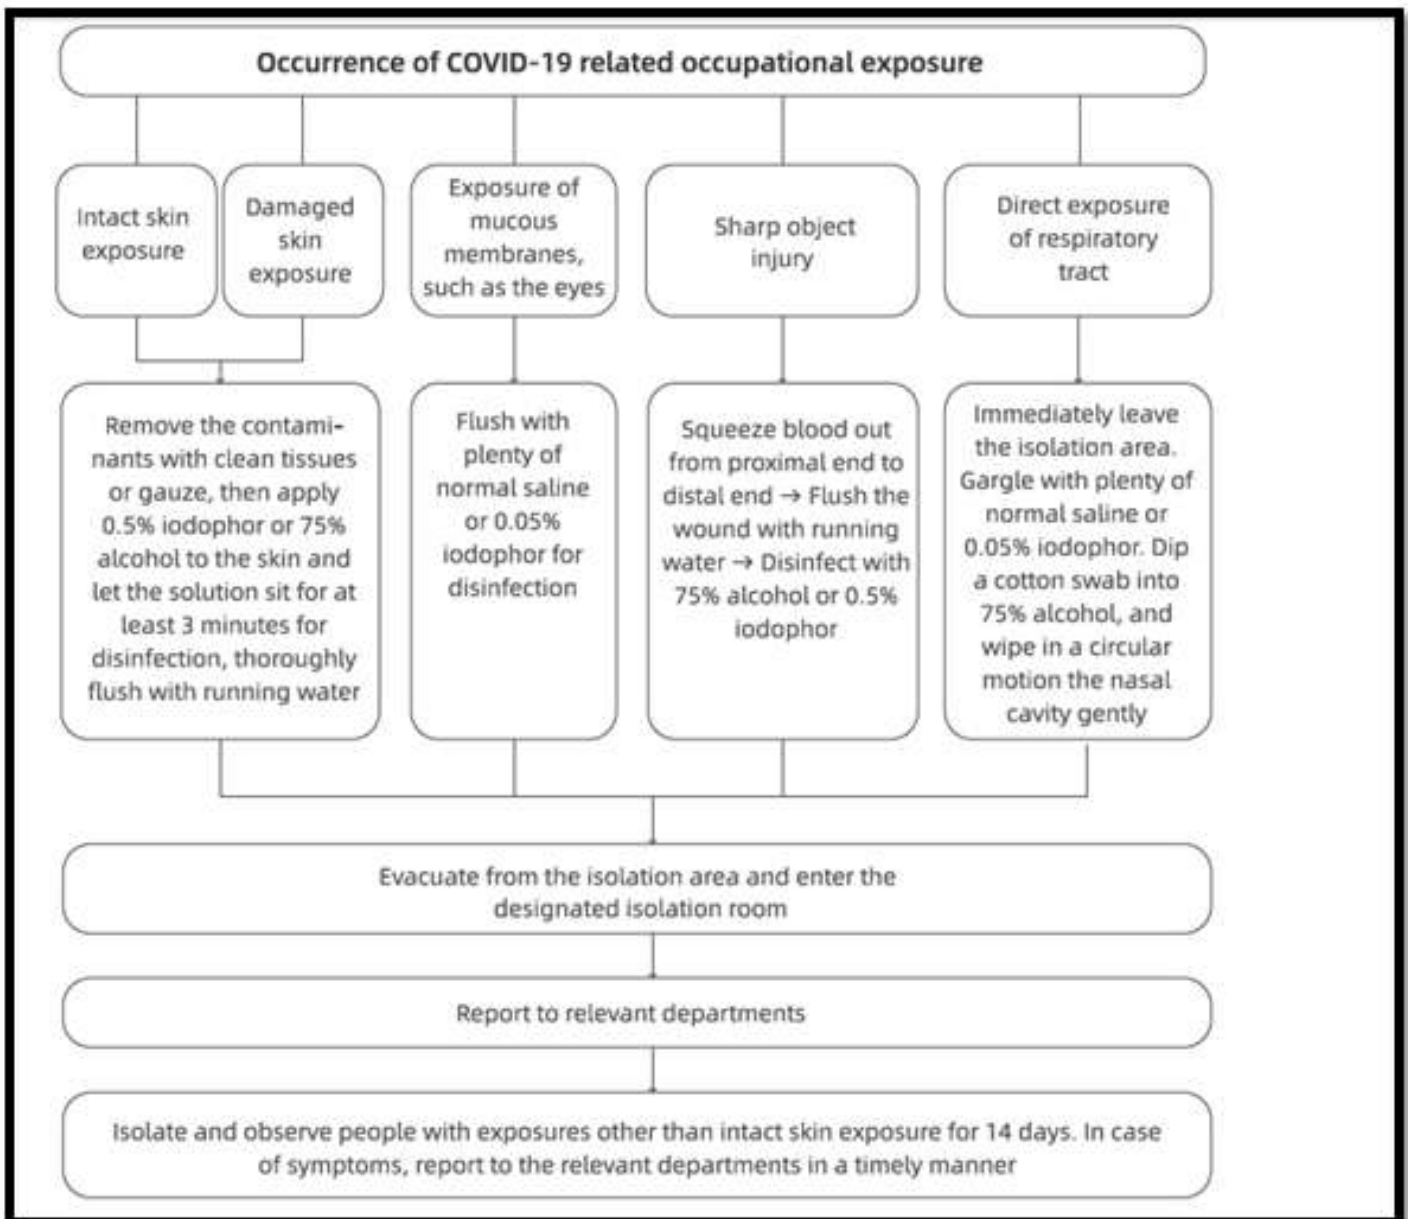 Occurrence of COVID-19 related occupational exposure
Intact skin
exposure
Damaged
skin
exposure
Exposure of
mucous
membranes,
such as the eyes
Sharp object
injury
Direct exposure
of respiratory
tract
Remove the contami-
nants with clean tissues
or gauze, then apply
0.5% iodophor or 75%
alcohol to the skin and
let the solution sit for at
least 3 minutes for
disinfection, thoroughly
flush with running water
Flush with
plenty of
normal saline
or 0.05%
iodophor for
disinfection
Squeeze blood out
from proximal end to
distal end → Flush the
wound with running
water → Disinfect with
75% alcohol or 0.5%
iodophor
Immediately leave
the isolation area.
Gargle with plenty of
normal saline or
0.05% iodophor. Dip
a cotton swab into
75% alcohol, and
wipe in a circular
motion the nasal
cavity gently
Evacuate from the isolation area and enter the
designated isolation room
Report to relevant departments
Isolate and observe people with exposures other than intact skin exposure for 14 days. In case
of symptoms, report to the relevant departments in a timely manner